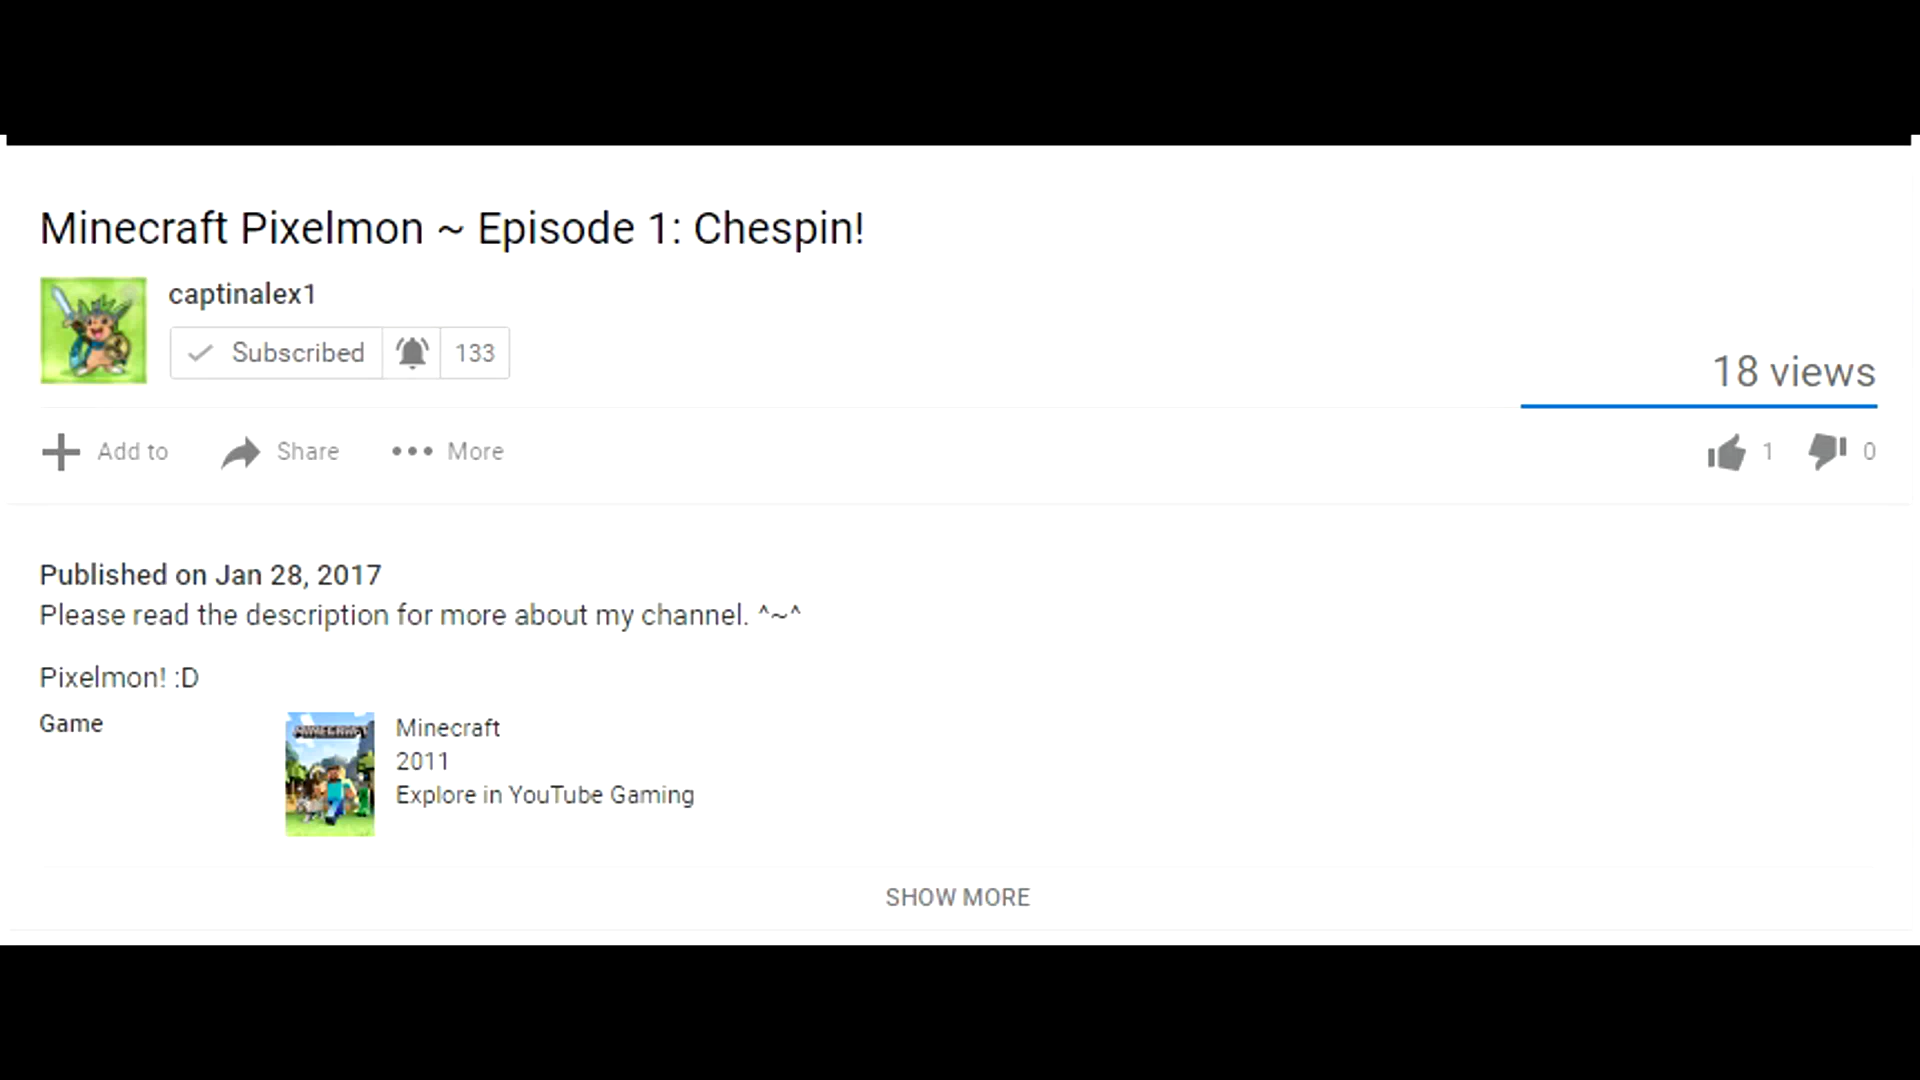 Minecraft Pixelmon ~ Episode 1: Chespin!
captinalex1
Subscribed 133
18 views
Add to Share More 1 0
Published on Jan 28, 2017
Please read the description for more about my channel. ^~^
Pixelmon! :D
Game
MINECRAFT
Minecraft
2011
Explore in YouTube Gaming
SHOW MORE